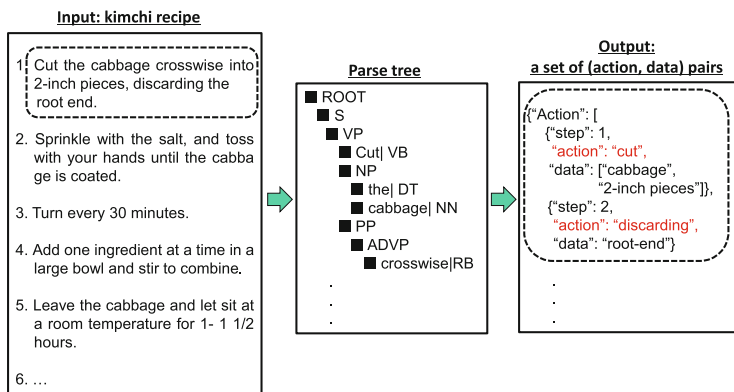 Input: kimchi recipe
1. Cut the cabbage crosswise into
2-inch pieces, discarding the
root end.
2. Sprinkle with the salt, and toss
with your hands until the cabba
ge is coated.
3. Turn every 30 minutes.
4. Add one ingredient at a time in a
large bowl and stir to combine.
5. Leave the cabbage and let sit at
a room temperature for 1- 1 1/2
hours.
6. …
Parse tree
ROOT
S
VP
Cut| VB
NP
the| DT
cabbage| NN
PP
ADVP
crosswise|RB
.
.
.
Output:
a set of (action, data) pairs
{“Action”: [
{“step”: 1,
“action”: “cut”,
“data”: [“cabbage”,
“2-inch pieces”]},
{“step”: 2,
“action”: “discarding”,
“data”: “root-end”}
.
.
.